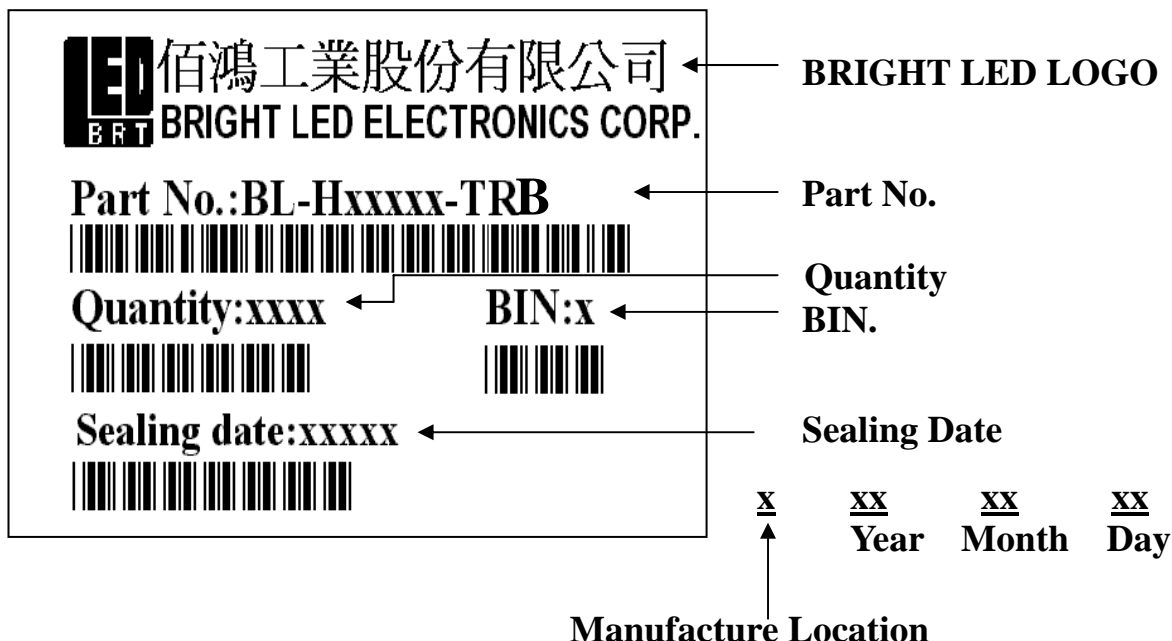 LED 佰鴻工業股份有限公司
BRT BRIGHT LED ELECTRONICS CORP.
BRIGHT LED LOGO
Part No.:BL-Hxxxxx-TRB
Part No.
Quantity:xxxx
BIN:x
Quantity
BIN.
Sealing date:xxxxx
Sealing Date
x xx xx xx
Year Month Day
Manufacture Location